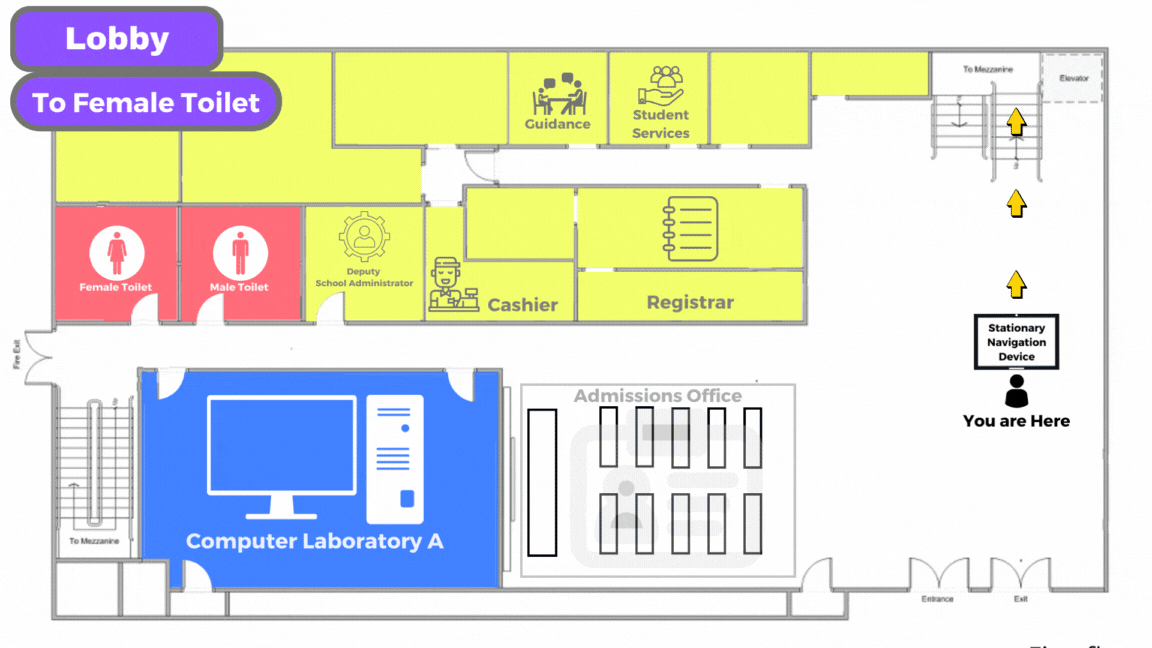 Lobby
To Female Toilet
To Mezzanine
Elevator
Guidance
Student
Services
Female Toilet
Male Toilet
Deputy
School Administrator
Cashier
Registrar
Stationary
Navigation
Device
You are Here
Fire Exit
Admissions Office
Computer Laboratory A
To Mezzanine
Entrance
Exit